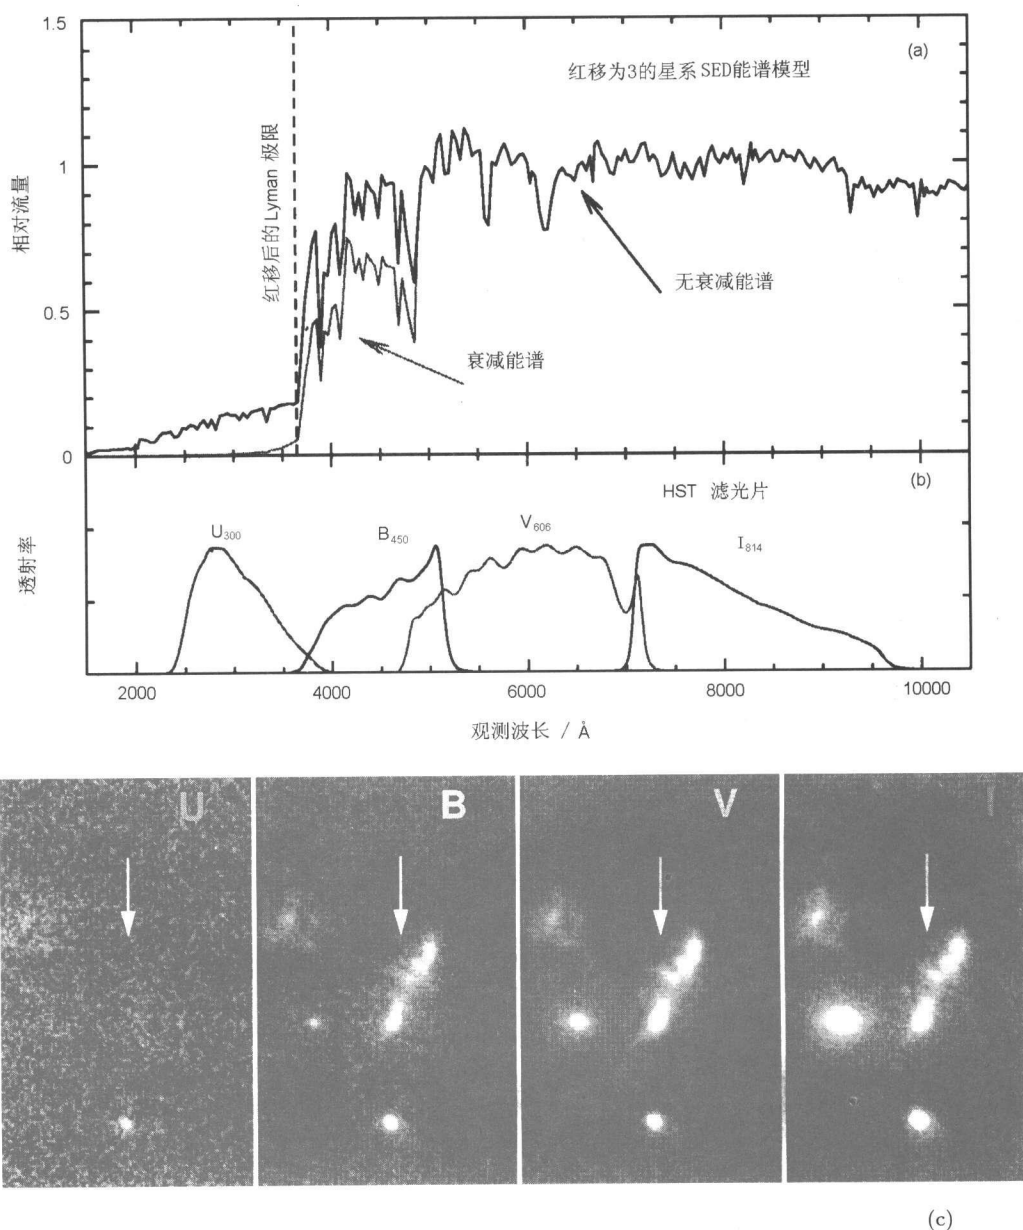 1.5
(a)
红移为3的星系 SED能谱模型
红移后的Lyman 极限
1
相对流量
无衰减能谱
0.5
衰减能谱
0
(b)
HST 滤光片
U300
B450
V606
I814
透射率
2000
4000
6000
8000
10000
观测波长 / Å
U
B
V
I
(c)